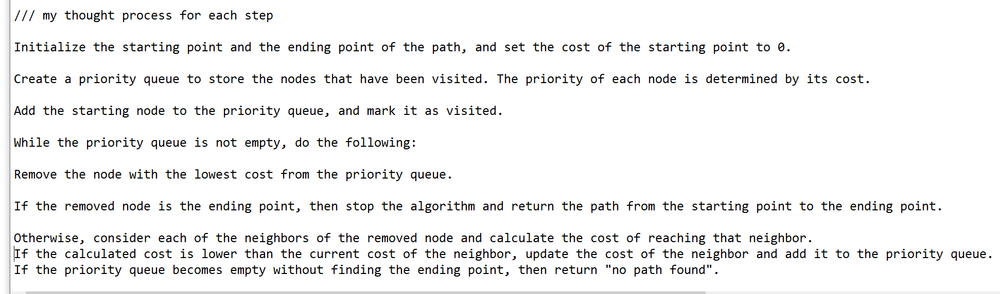 /// my thought process for each step
Initialize the starting point and the ending point of the path, and set the cost of the starting point to 0.
Create a priority queue to store the nodes that have been visited. The priority of each node is determined by its cost.
Add the starting node to the priority queue, and mark it as visited.
While the priority queue is not empty, do the following:
Remove the node with the lowest cost from the priority queue.
If the removed node is the ending point, then stop the algorithm and return the path from the starting point to the ending point.
Otherwise, consider each of the neighbors of the removed node and calculate the cost of reaching that neighbor.
If the calculated cost is lower than the current cost of the neighbor, update the cost of the neighbor and add it to the priority queue.
If the priority queue becomes empty without finding the ending point, then return "no path found".